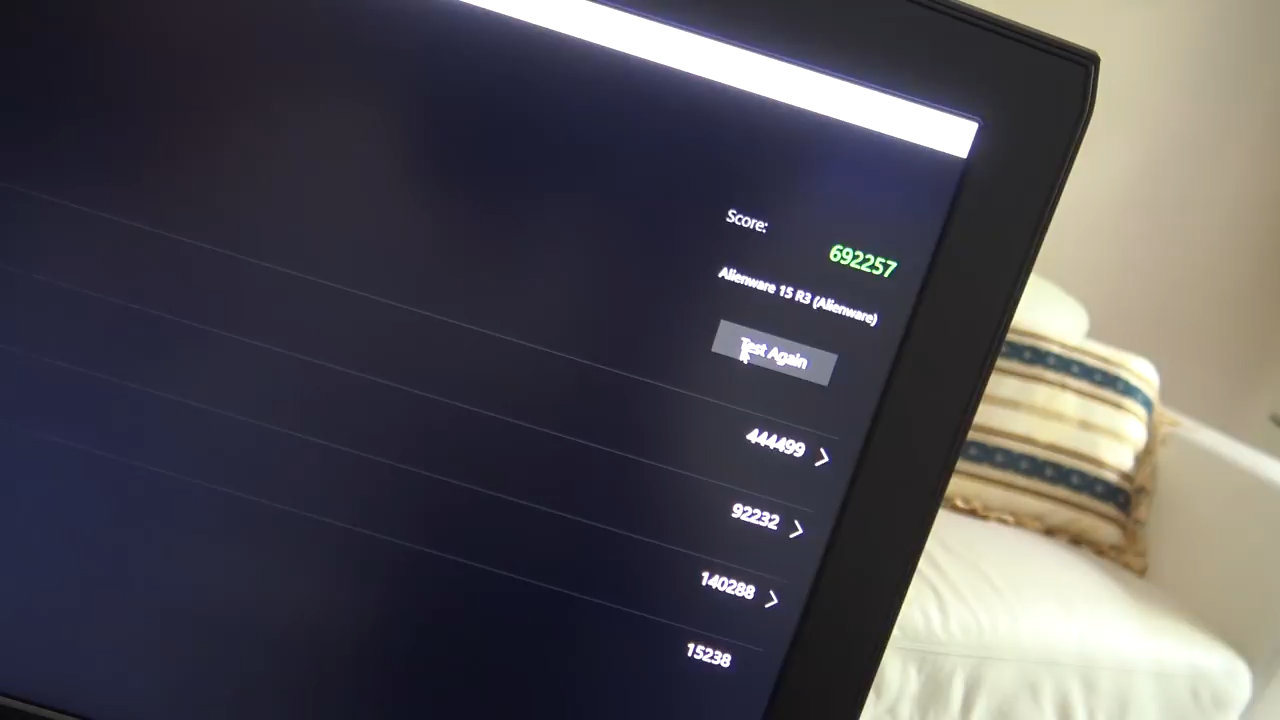 Score:
692257
Alienware 15 R3 (Alienware)
Test Again
444499
92232
140288
15238